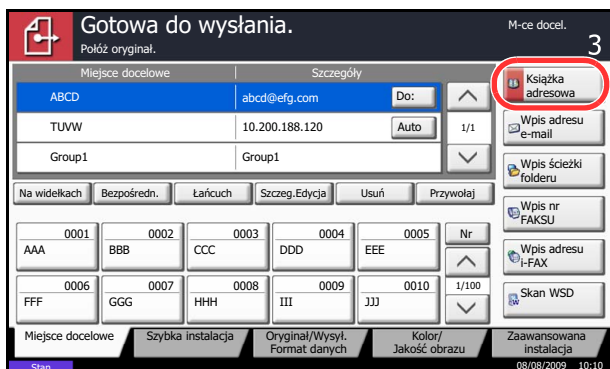 Gotowa do wysłania.
Połóż oryginał.
M-ce docel.
3
Miejsce docelowe Szczegóły
ABCD abcd@efg.com Do:
TUVW 10.200.188.120 Auto 1/1
Group1 Group1
Na widełkach Bezpośredn. Łańcuch Szczeg.Edycja Usuń Przywołaj
0001 0002 0003 0004 0005 Nr
AAA BBB CCC DDD EEE
0006 0007 0008 0009 0010 1/100
FFF GGG HHH III JJJ
Książka
adresowa
Wpis adresu
e-mail
Wpis ścieżki
folderu
Wpis nr
FAKSU
Wpis adresu
i-FAX
Skan WSD
Miejsce docelowe Szybka instalacja Oryginał/Wysył.
Format danych
Kolor/
Jakość obrazu
Zaawansowana
instalacja
Stan 08/08/2009 10:10